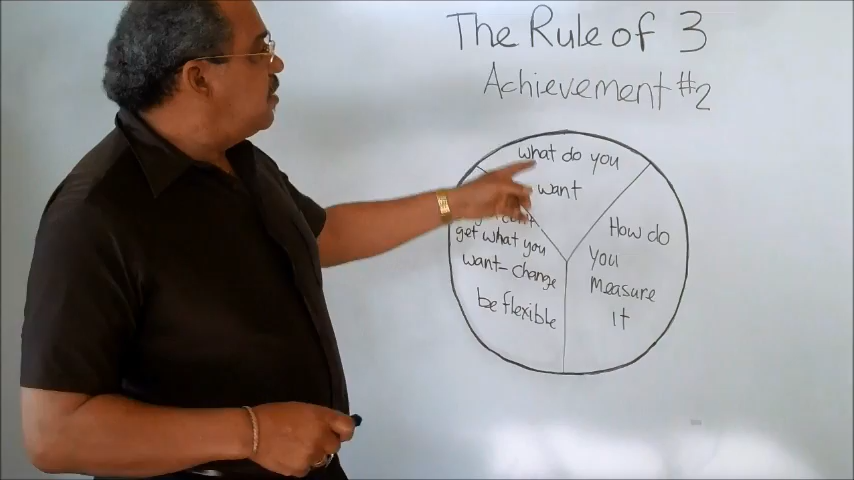 The Rule of 3
Achievement #2
what do you
want
How do
you
measure
it
get what you
want - change
be flexible